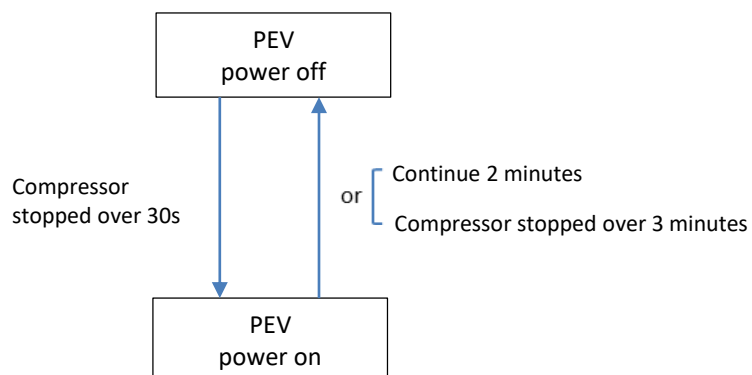 PEV
power off
Compressor
stopped over 30s
or
Continue 2 minutes
Compressor stopped over 3 minutes
PEV
power on